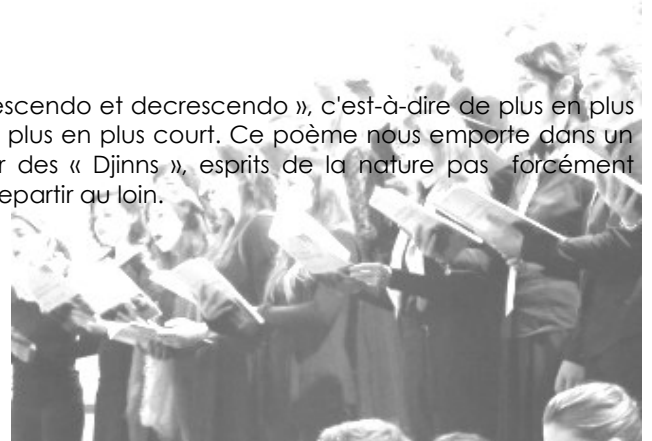 escendo et decrescendo », c'est-à-dire de plus en plus
plus en plus court. Ce poème nous emporte dans un
des « Djinns », esprits de la nature pas forcément
repartir au loin.